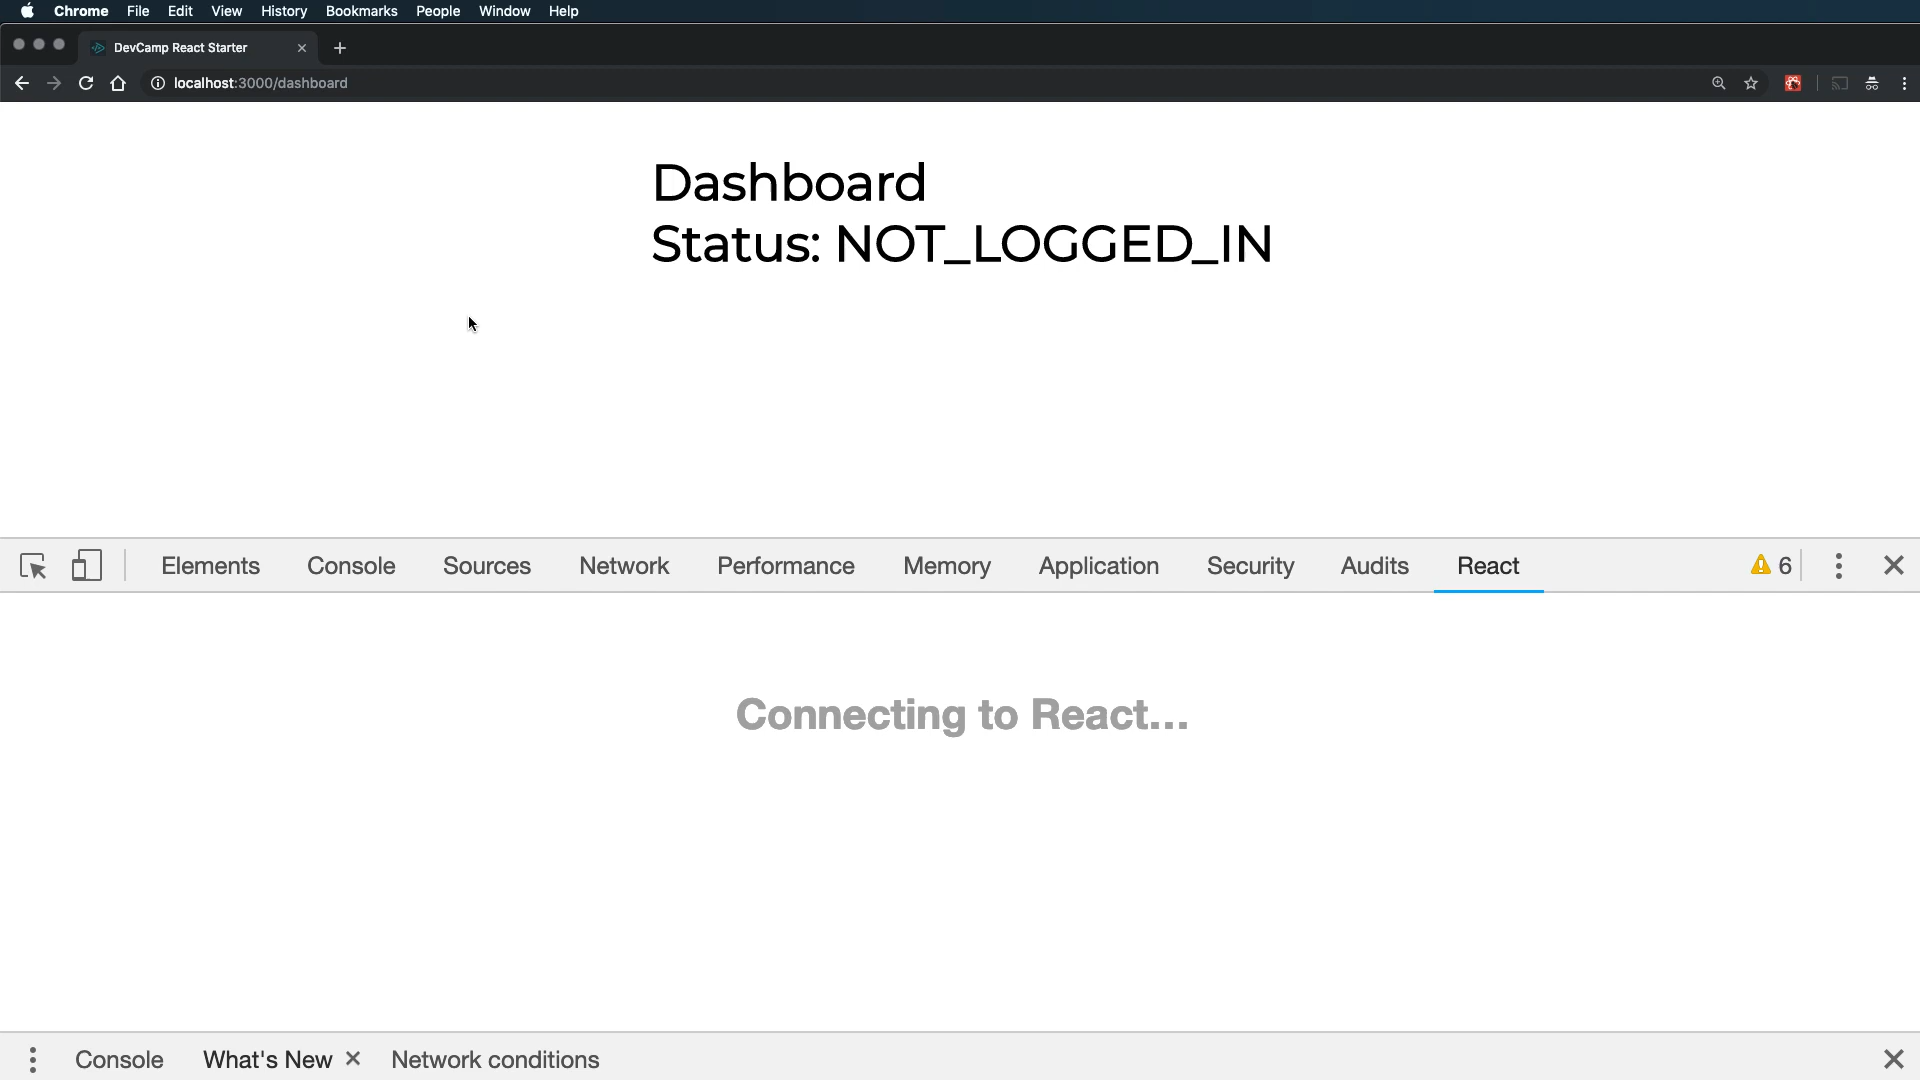 Chrome File Edit View History Bookmarks People Window Help
DevCamp React Starter
localhost:3000/dashboard
Dashboard
Status: NOT_LOGGED_IN
Elements Console Sources Network Performance Memory Application Security Audits React 6
Connecting to React...
Console What's New Network conditions